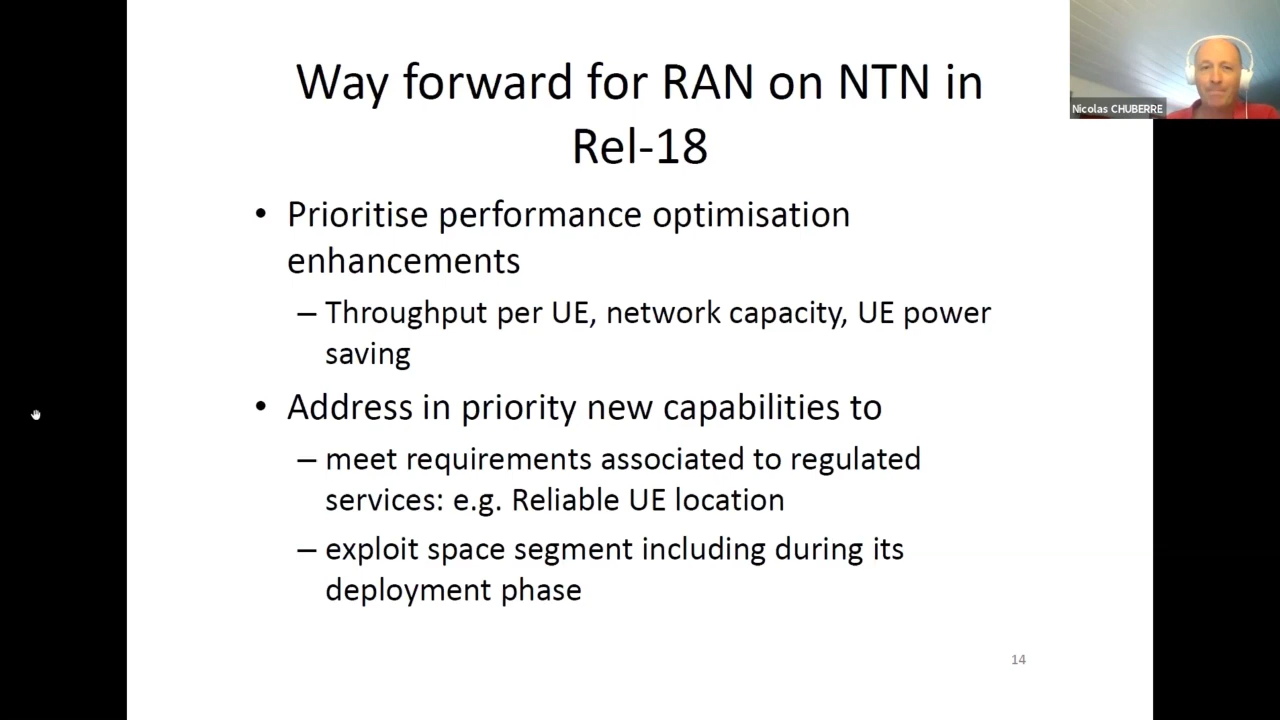 Way forward for RAN on NTN in
Rel-18
Nicolas CHUBERRE
• Prioritise performance optimisation
enhancements
– Throughput per UE, network capacity, UE power
saving
• Address in priority new capabilities to
– meet requirements associated to regulated
services: e.g. Reliable UE location
– exploit space segment including during its
deployment phase
14